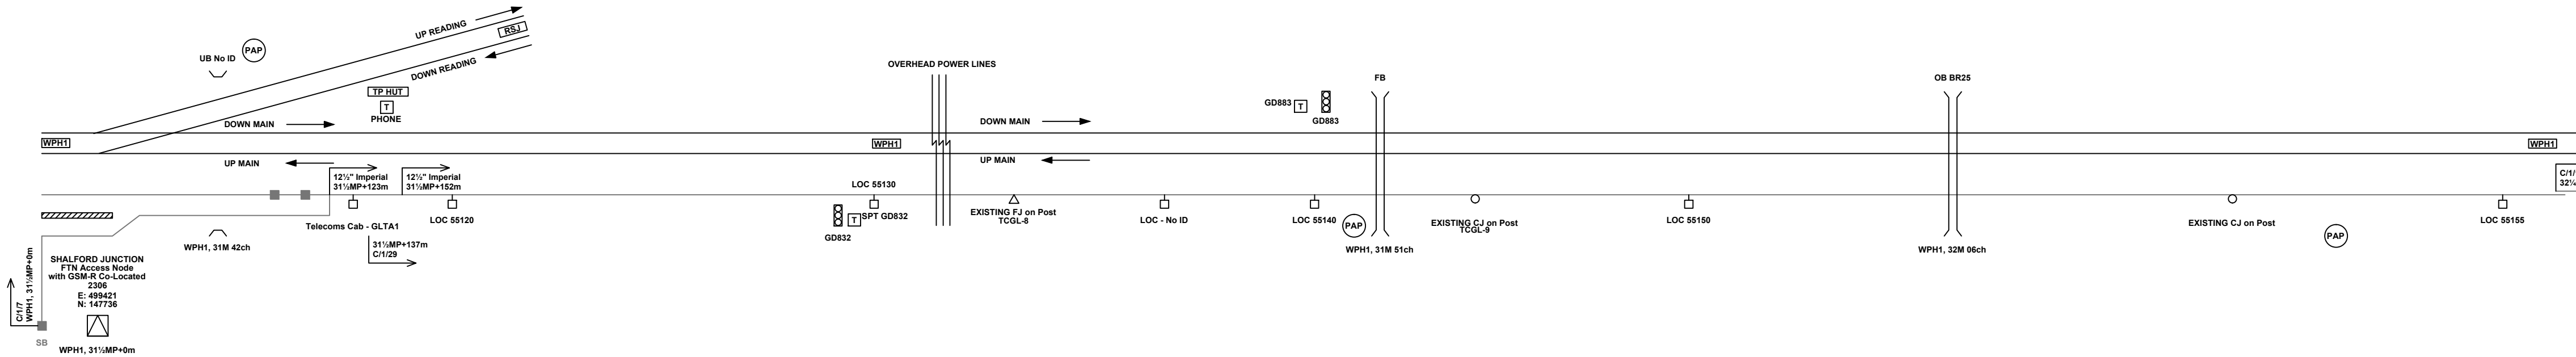 UP READING
RSJ
PAP
UB No ID
DOWN READING
OVERHEAD POWER LINES
FB
OB BR25
TP HUT
T
PHONE
GD883
T
GD883
DOWN MAIN
DOWN MAIN
WPH1
WPH1
WPH1
UP MAIN
UP MAIN
12½" Imperial
31½MP+123m
12½" Imperial
31½MP+152m
C/1/
32¼
LOC 55130
SPT GD832
T
GD832
Telecoms Cab - GLTA1
LOC 55120
EXISTING FJ on Post
TCGL-8
LOC - No ID
LOC 55140
PAP
EXISTING CJ on Post
TCGL-9
LOC 55150
EXISTING CJ on Post
PAP
LOC 55155
WPH1, 31M 42ch
31½MP+137m
C/1/29
WPH1, 31M 51ch
WPH1, 32M 06ch
SHALFORD JUNCTION
FTN Access Node
with GSM-R Co-Located
2306
E: 499421
N: 147736
C/1/7
WPH1, 31½MP+0m
SB
WPH1, 31½MP+0m